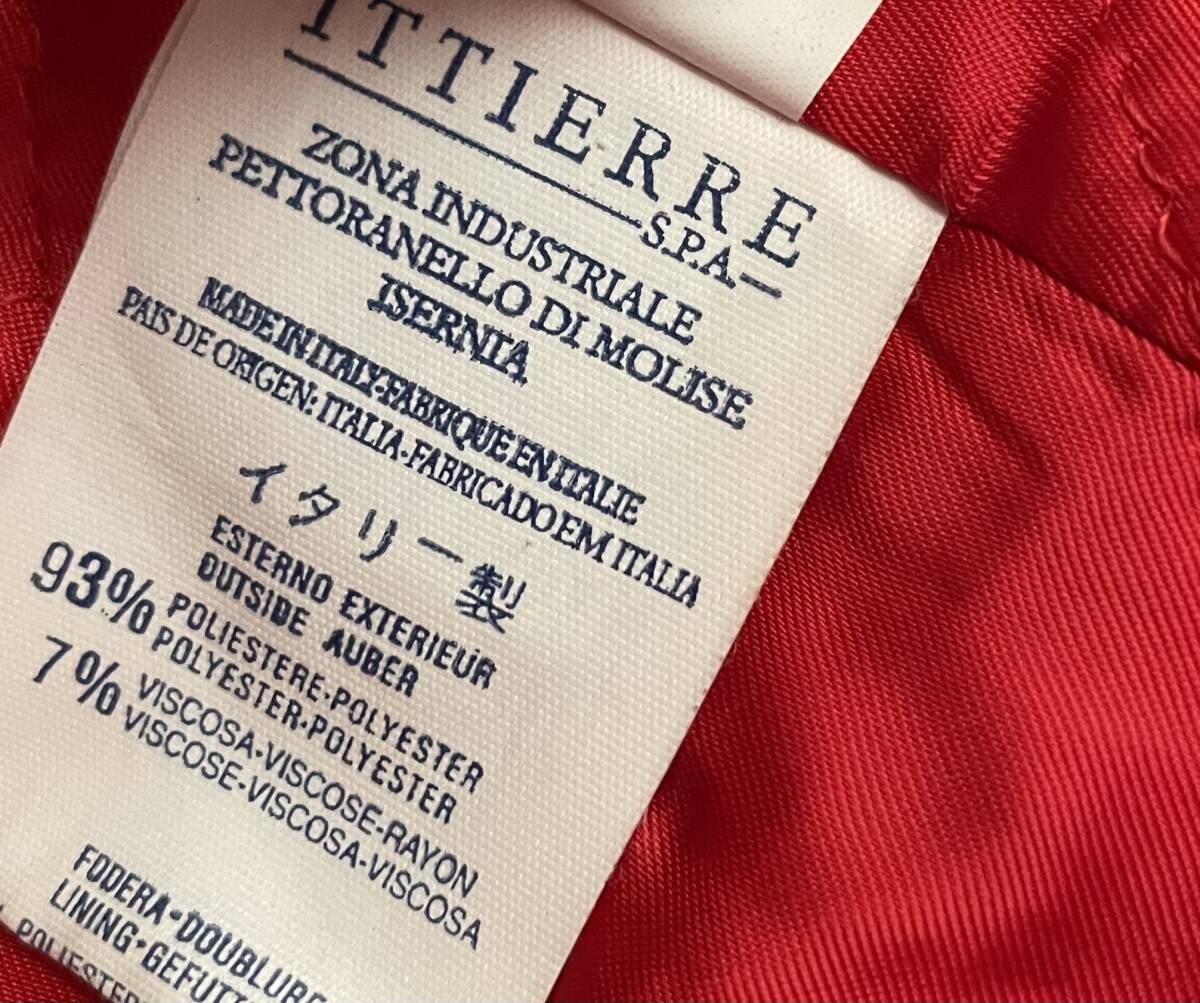 ITTIERRE
S.P.A.
ZONA INDUSTRIALE
PETTORANELLO DI MOLISE
ISERNIA
MADE IN ITALY-FABRIQUE EN ITALIE
PAIS DE ORIGEN: ITALIA-FABRICADO EM ITALIA
イタリー製
ESTERNO EXTERIEUR
OUTSIDE AUBER
93% POLIESTERE-POLYESTER
POLYESTER-POLYESTER
7% VISCOSA-VISCOSE-RAYON
VISCOSE-VISCOSA-VISCOSA
FODERA-DOUBLURE
LINING-GEFUTT
POLIESTER